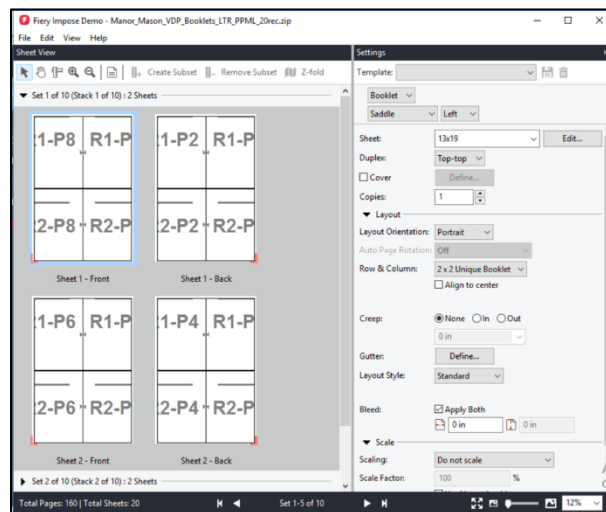 Fiery Impose Demo - Manor_Mason_VDP_Booklets_LTR_PPML_20rec.zip
File Edit View Help
Sheet View
Create Subset Remove Subset Z-fold
Set 1 of 10 (Stack 1 of 10) : 2 Sheets
1-P8 R1-P
2-P8 R2-P
Sheet 1 - Front
1-P2 R1-P
2-P2 R2-P
Sheet 1 - Back
1-P6 R1-P
2-P6 R2-P
Sheet 2 - Front
1-P4 R1-P
2-P4 R2-P
Sheet 2 - Back
Set 2 of 10 (Stack 2 of 10) : 2 Sheets
Settings
Template:
Booklet
Saddle Left
Sheet: 13x19 Edit...
Duplex: Top-top
Cover Define...
Copies: 1
Layout
Layout Orientation: Portrait
Auto Page Rotation: Off
Row & Column: 2 x 2 Unique Booklet
Align to center
Creep: None In Out
0 in
Gutter: Define...
Layout Style: Standard
Bleed: Apply Both
0 in 0 in
Scale
Scaling: Do not scale
Scale Factor: 100 %
Total Pages: 160 | Total Sheets: 20 Set 1-5 of 10 12%